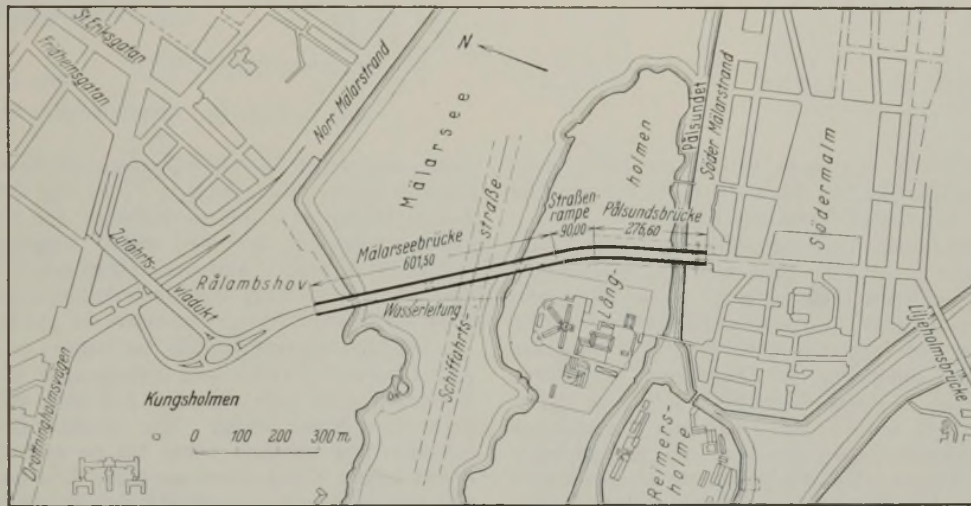 St. Eriksgatan
Fridhemsgatan
Norr Mälarstrand
N
Mälarsee
Schiffahrts-
straße
Pålsundet
Söder Mälarstrand
holmen
Lång
Södermalm
Straßen-
rampe
90,00
Pålsundsbrücke
276,60
Mälarseebrücke
601,50
Rålambshov
Zufahrts-
viadukt
Wasserleitung
Kungsholmen
0 100 200 300 m
Drottningholmsvägen
Reimers-
holme
Liljeholmsbrücke